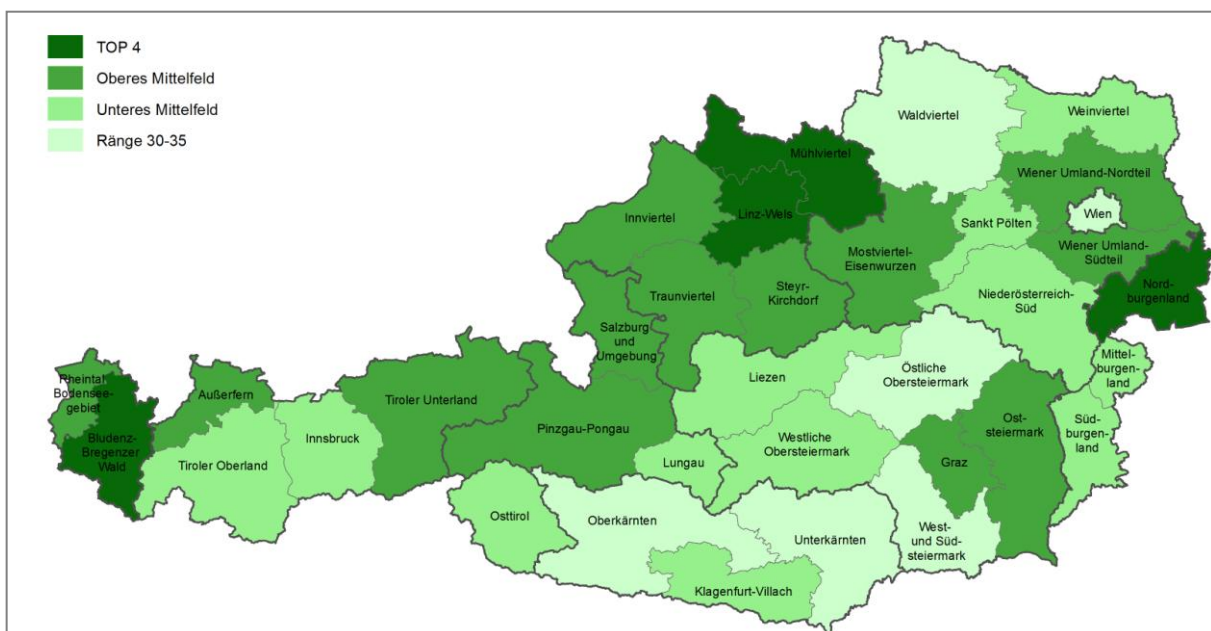 TOP 4
Oberes Mittelfeld
Unteres Mittelfeld
Ränge 30-35
Waldviertel
Weinviertel
Mühlviertel
Wiener Umland-Nordteil
Innviertel
Linz-Wels
Sankt Pölten
Wien
Mostviertel-
Eisenwurzen
Wiener Umland-
Südteil
Nord-
burgenland
Traunviertel
Steyr-
Kirchdorf
Niederösterreich-
Süd
Salzburg
und
Umgebung
Mittel-
burgen-
land
Rheintal-
Bodensee-
gebiet
Außerfern
Tiroler Unterland
Liezen
Östliche
Obersteiermark
Bludenz-
Bregenzer
Wald
Innsbruck
Pinzgau-Pongau
Ost-
steiermark
Süd-
burgen-
land
Tiroler Oberland
Westliche
Obersteiermark
Lungau
Graz
Osttirol
Oberkärnten
Unterkärnten
West-
und Süd-
steiermark
Klagenfurt-Villach